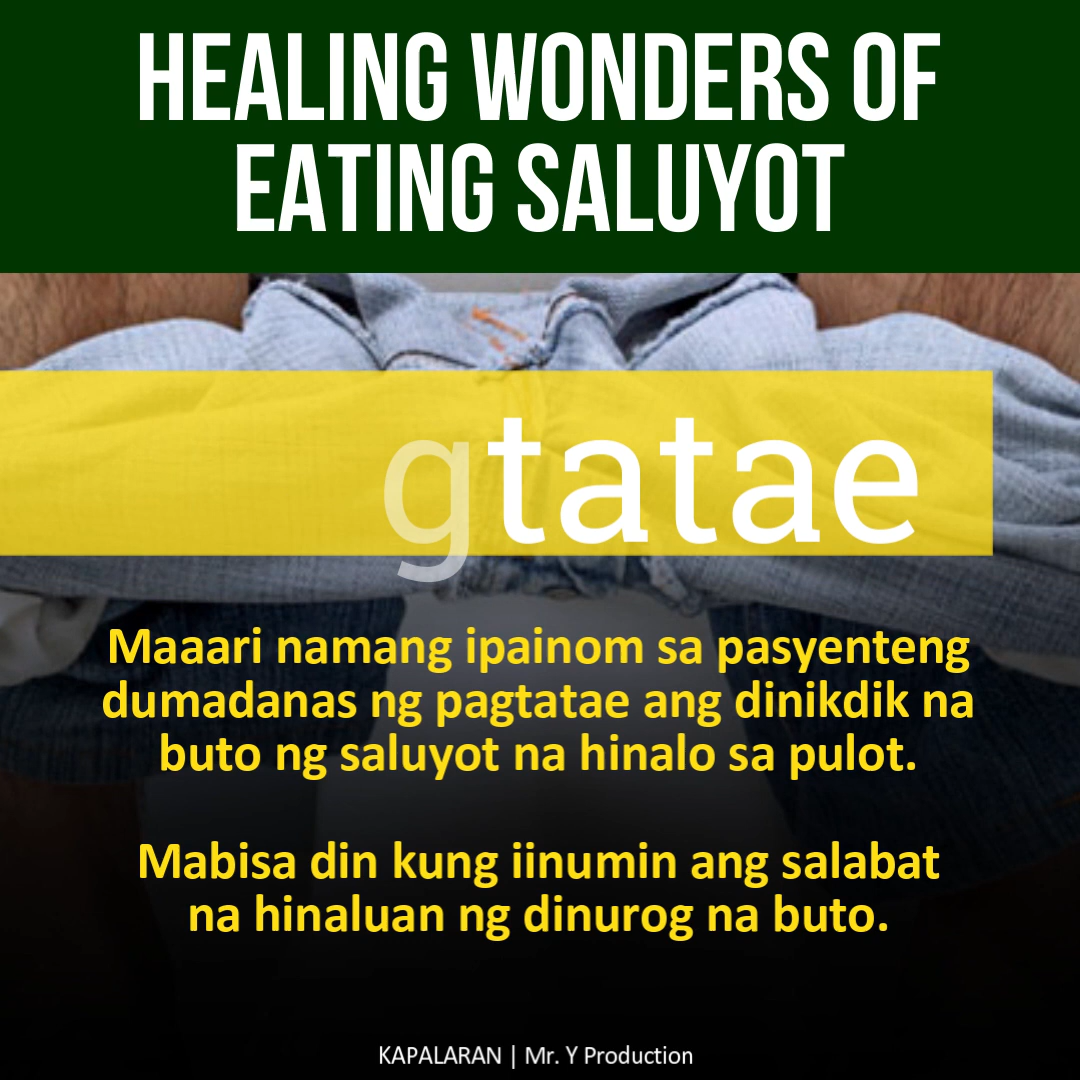 HEALING WONDERS OF
EATING SALUYOT
gtatae
Maaari namang ipainom sa pasyenteng
dumadanas ng pagtatae ang dinikdik na
buto ng saluyot na hinalo sa pulot.
Mabisa din kung iinumin ang salabat
na hinaluan ng dinurog na buto.
KAPALARAN | Mr. Y Production